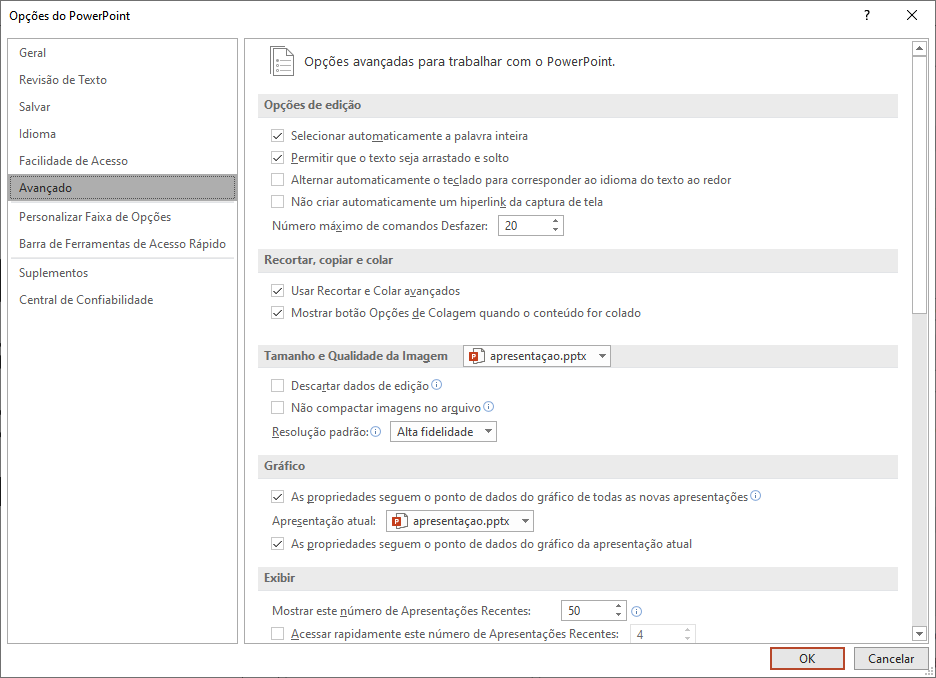 Opções do PowerPoint
?
Geral
Revisão de Texto
Salvar
Idioma
Facilidade de Acesso
Avançado
Personalizar Faixa de Opções
Barra de Ferramentas de Acesso Rápido
Suplementos
Central de Confiabilidade
Opções avançadas para trabalhar com o PowerPoint.
Opções de edição
Selecionar automaticamente a palavra inteira
Permitir que o texto seja arrastado e solto
Alternar automaticamente o teclado para corresponder ao idioma do texto ao redor
Não criar automaticamente um hiperlink da captura de tela
Número máximo de comandos Desfazer: 20
Recortar, copiar e colar
Usar Recortar e Colar avançados
Mostrar botão Opções de Colagem quando o conteúdo for colado
Tamanho e Qualidade da Imagem apresentaçao.pptx
Descartar dados de edição
Não compactar imagens no arquivo
Resolução padrão: Alta fidelidade
Gráfico
As propriedades seguem o ponto de dados do gráfico de todas as novas apresentações
Apresentação atual: apresentaçao.pptx
As propriedades seguem o ponto de dados do gráfico da apresentação atual
Exibir
Mostrar este número de Apresentações Recentes: 50
Acessar rapidamente este número de Apresentações Recentes: 4
OK Cancelar